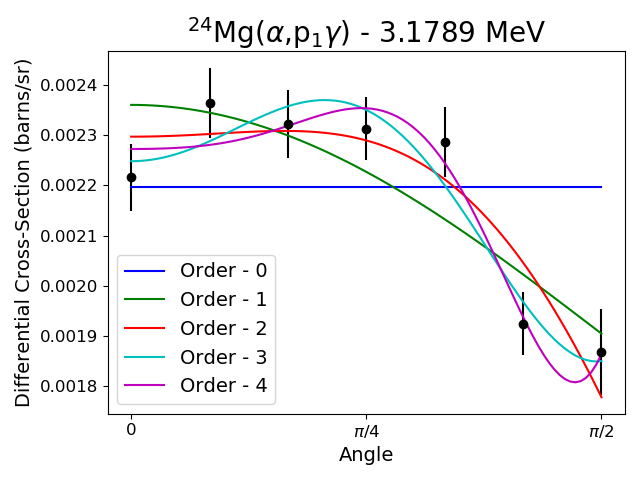 ²⁴Mg(α,p₁γ) - 3.1789 MeV
Differential Cross-Section (barns/sr)
0.0024
0.0023
0.0022
0.0021
0.0020
0.0019
0.0018
Order - 0
Order - 1
Order - 2
Order - 3
Order - 4
0 π/4 π/2
Angle